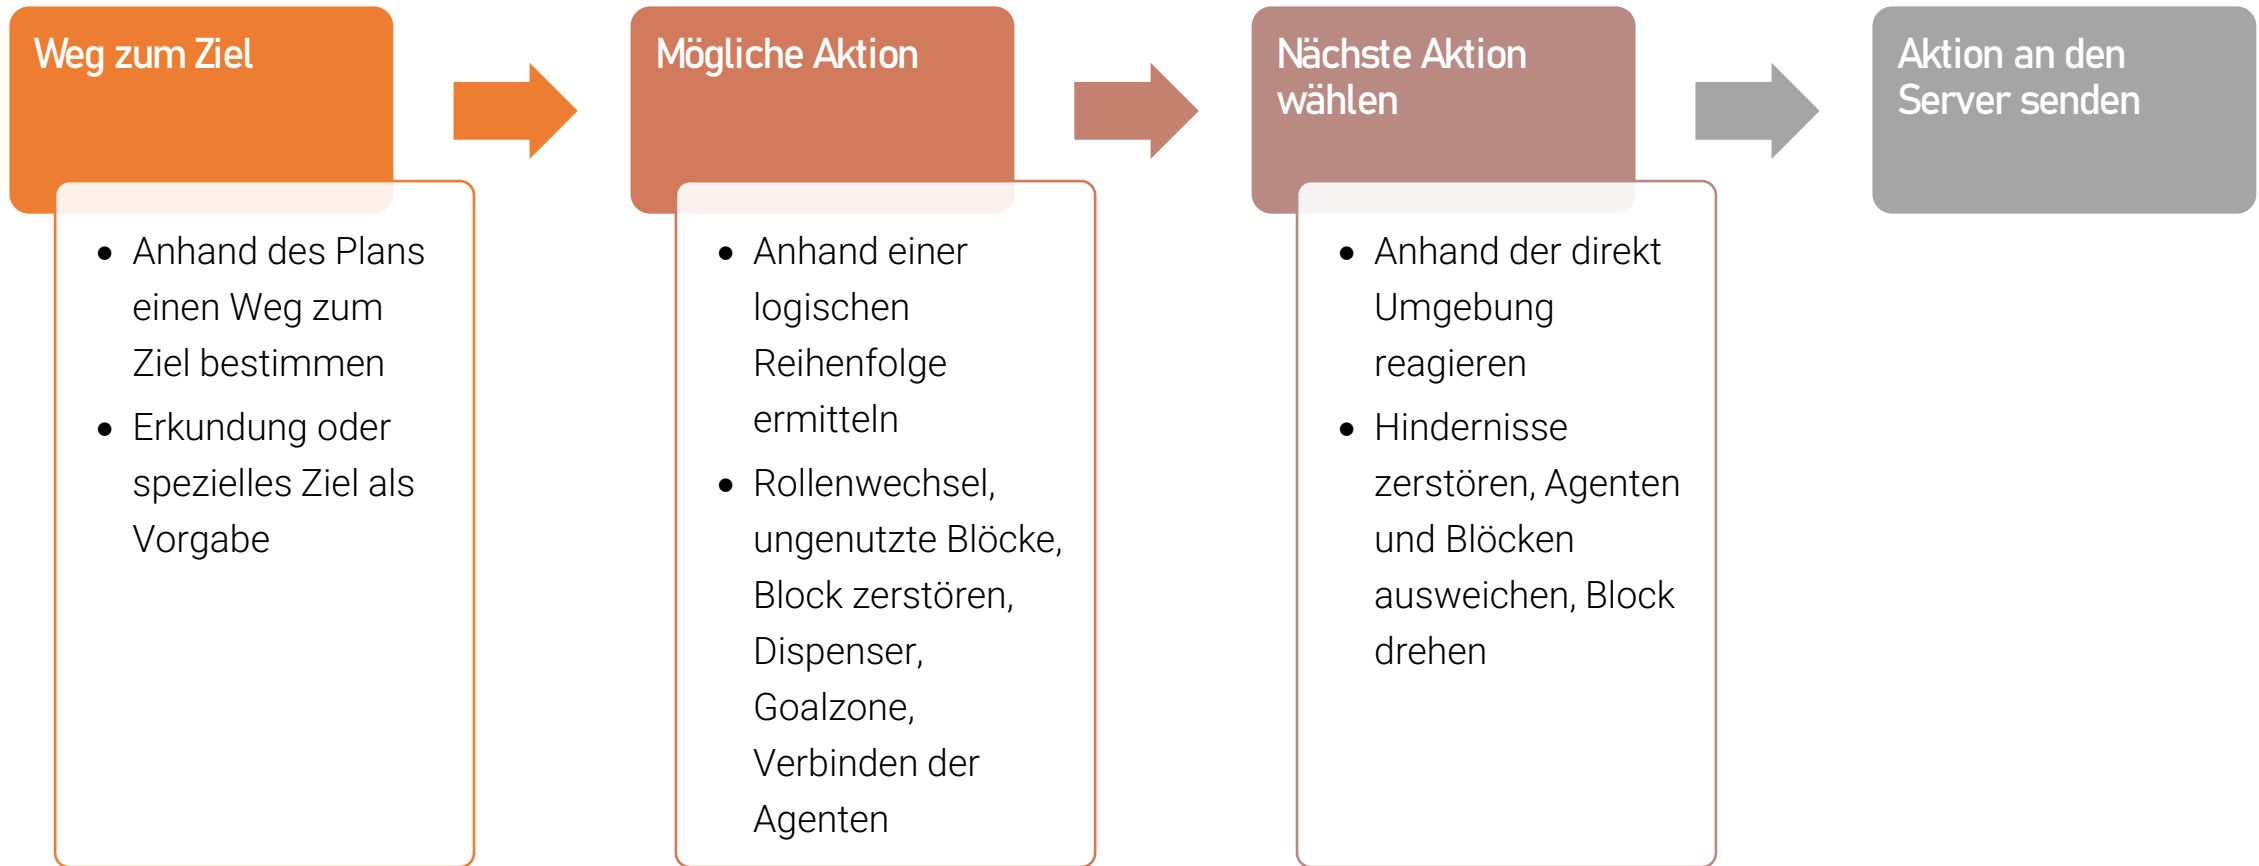 Weg zum Ziel
• Anhand des Plans
einen Weg zum
Ziel bestimmen
• Erkundung oder
spezielles Ziel als
Vorgabe
Mögliche Aktion
• Anhand einer
logischen
Reihenfolge
ermitteln
• Rollenwechsel,
ungenutzte Blöcke,
Block zerstören,
Dispenser,
Goalzone,
Verbinden der
Agenten
Nächste Aktion
wählen
• Anhand der direkt
Umgebung
reagieren
• Hindernisse
zerstören, Agenten
und Blöcken
ausweichen, Block
drehen
Aktion an den
Server senden